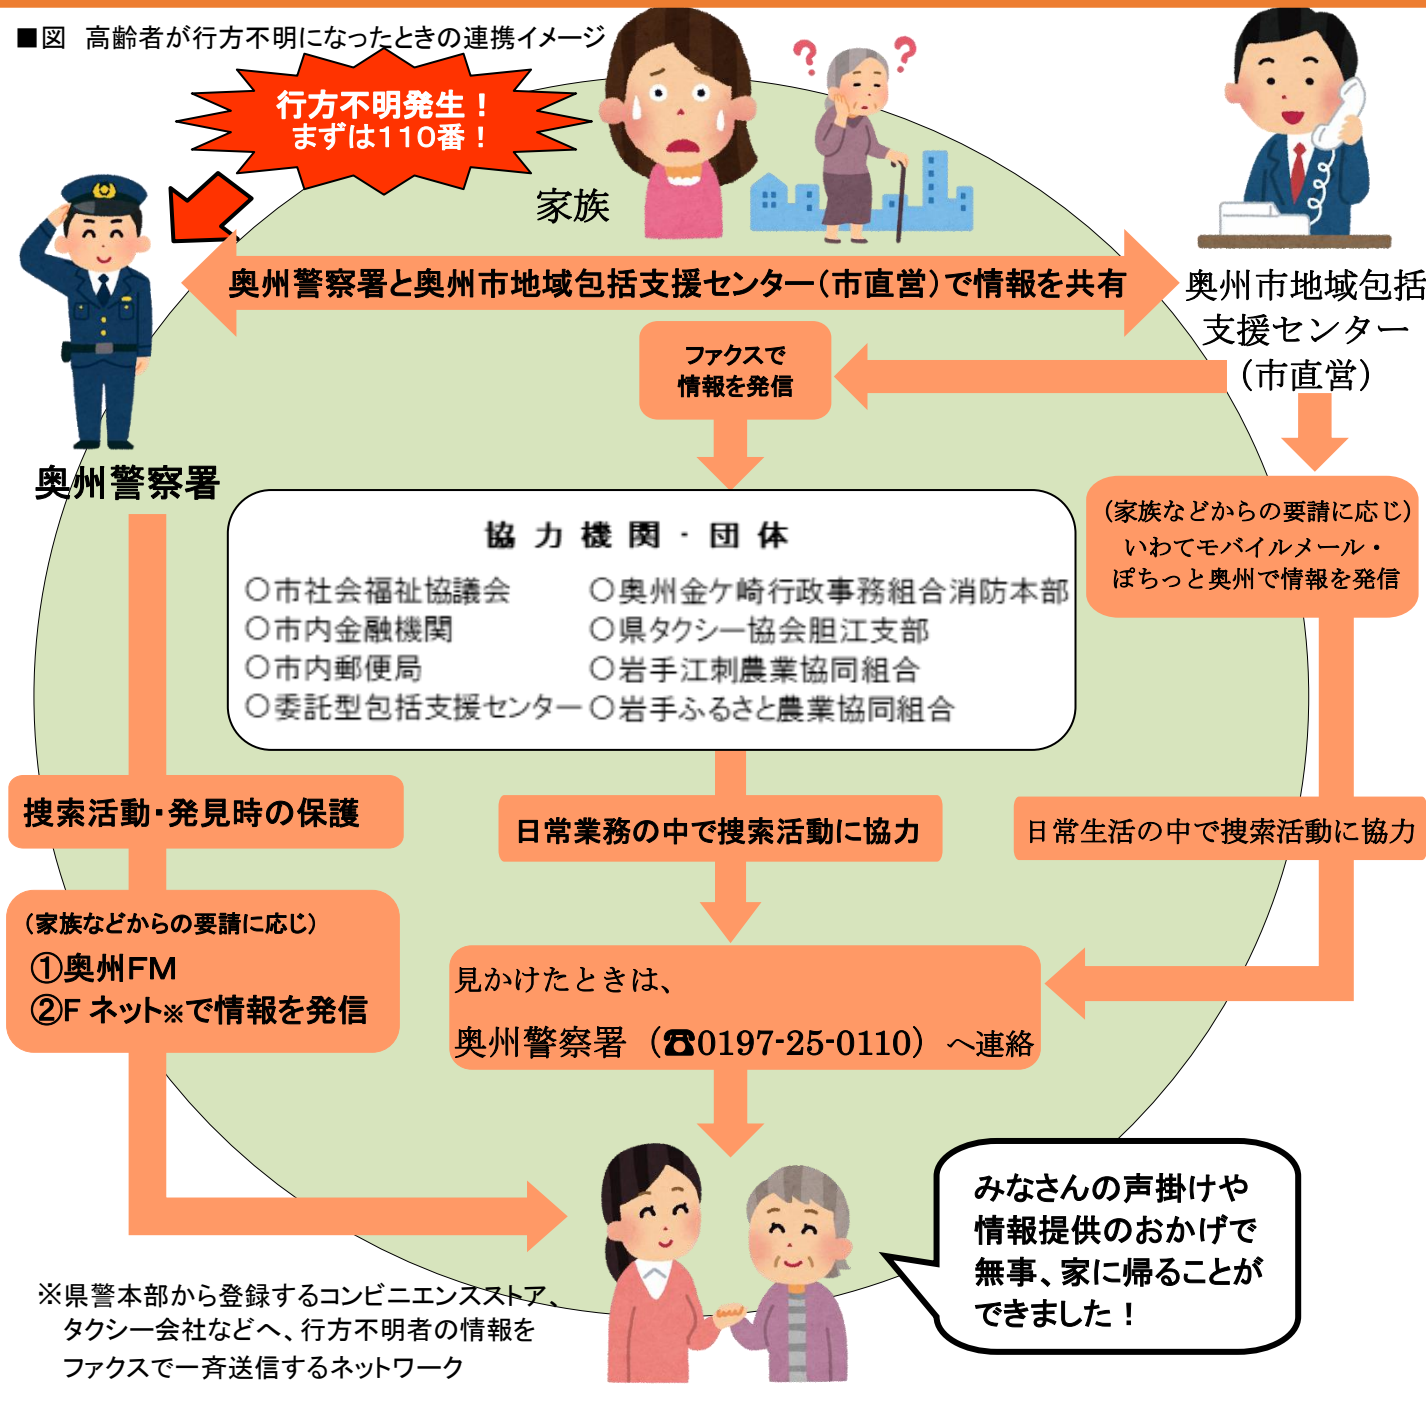 ■図 高齢者が行方不明になったときの連携イメージ
行方不明発生！
まずは110番！
家族
奥州警察署と奥州市地域包括支援センター（市直営）で情報を共有
奥州市地域包括
支援センター
（市直営）
ファクスで
情報を発信
奥州警察署
（家族などからの要請に応じ）
いわてモバイルメール・
ぽちっと奥州で情報を発信
協力機関・団体
○市社会福祉協議会
○市内金融機関
○市内郵便局
○委託型包括支援センター
○奥州金ケ崎行政事務組合消防本部
○県タクシー協会胆江支部
○岩手江刺農業協同組合
○岩手ふるさと農業協同組合
捜索活動・発見時の保護
日常業務の中で捜索活動に協力
日常生活の中で捜索活動に協力
（家族などからの要請に応じ）
①奥州FM
②Fネット※で情報を発信
見かけたときは、
奥州警察署（☎0197-25-0110）へ連絡
みなさんの声掛けや
情報提供のおかげで
無事、家に帰ることが
できました！
※県警本部から登録するコンビニエンスストア、
タクシー会社などへ、行方不明者の情報を
ファクスで一斉送信するネットワーク